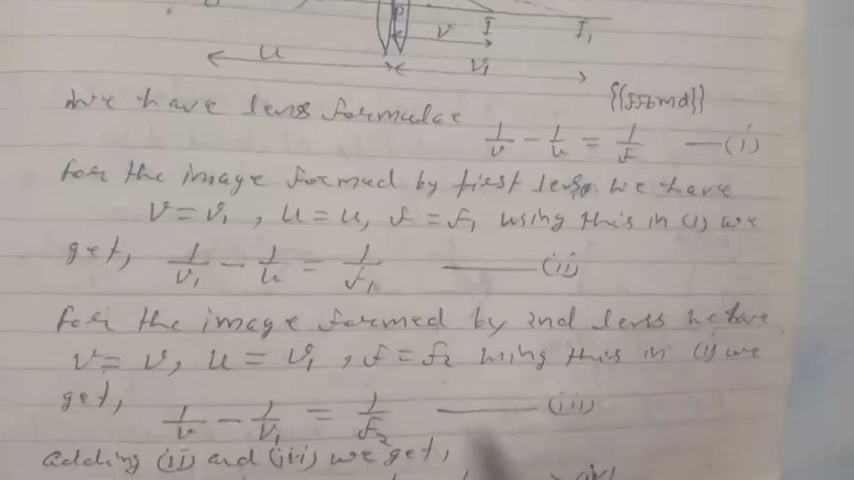 P
v I I₁
u v₁
We have lens formulae {{ssbmd}}
1/v - 1/u = 1/f —(i)
For the image formed by first lens, we have
v = v₁, u = u, f = f₁ using this in (i) we
get, 1/v₁ - 1/u = 1/f₁ —(ii)
For the image formed by 2nd lens we have
v = v, u = v₁, f = f₂ using this in (i) we
get, 1/v - 1/v₁ = 1/f₂ —(iii)
adding (ii) and (iii) we get,